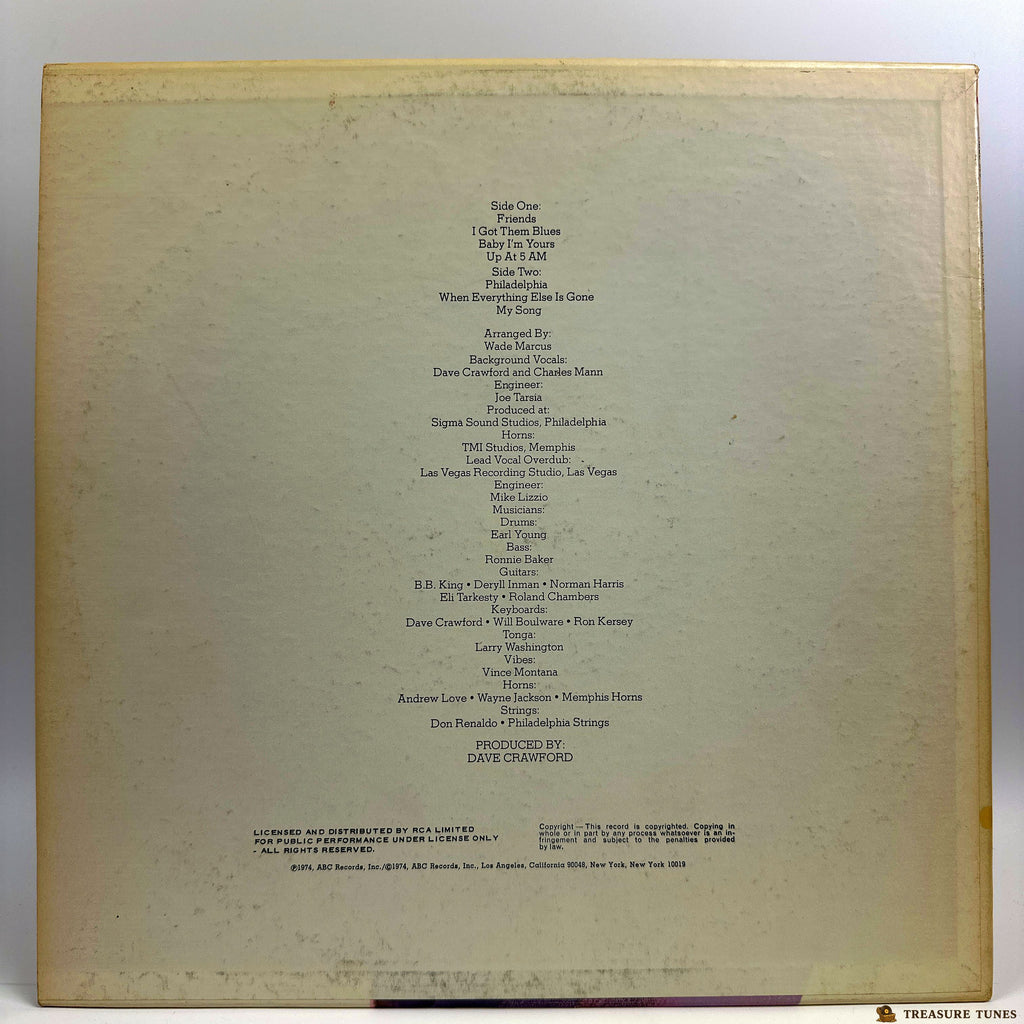 Side One:
Friends
I Got Them Blues
Baby I'm Yours
Up At 5 AM
Side Two:
Philadelphia
When Everything Else Is Gone
My Song
Arranged By:
Wade Marcus
Background Vocals:
Dave Crawford and Charles Mann
Engineer:
Joe Tarsia
Produced at:
Sigma Sound Studios, Philadelphia
Horns:
TMI Studios, Memphis
Lead Vocal Overdub:
Las Vegas Recording Studio, Las Vegas
Engineer:
Mike Lizzio
Musicians:
Drums:
Earl Young
Bass:
Ronnie Baker
Guitars:
B.B. King • Deryll Inman • Norman Harris
Eli Tarkesty • Roland Chambers
Keyboards:
Dave Crawford • Will Boulware • Ron Kersey
Tonga:
Larry Washington
Vibes:
Vince Montana
Horns:
Andrew Love • Wayne Jackson • Memphis Horns
Strings:
Don Renaldo • Philadelphia Strings
PRODUCED BY:
DAVE CRAWFORD
LICENSED AND DISTRIBUTED BY RCA LIMITED
FOR PUBLIC PERFORMANCE UNDER LICENSE ONLY
- ALL RIGHTS RESERVED.
Copyright — This record is copyrighted. Copying in
whole or in part by any process whatsoever is an in-
fringement and subject to the penalties provided
by law.
℗1974, ABC Records, Inc./©1974, ABC Records, Inc., Los Angeles, California 90048, New York, New York 10019
TREASURE TUNES